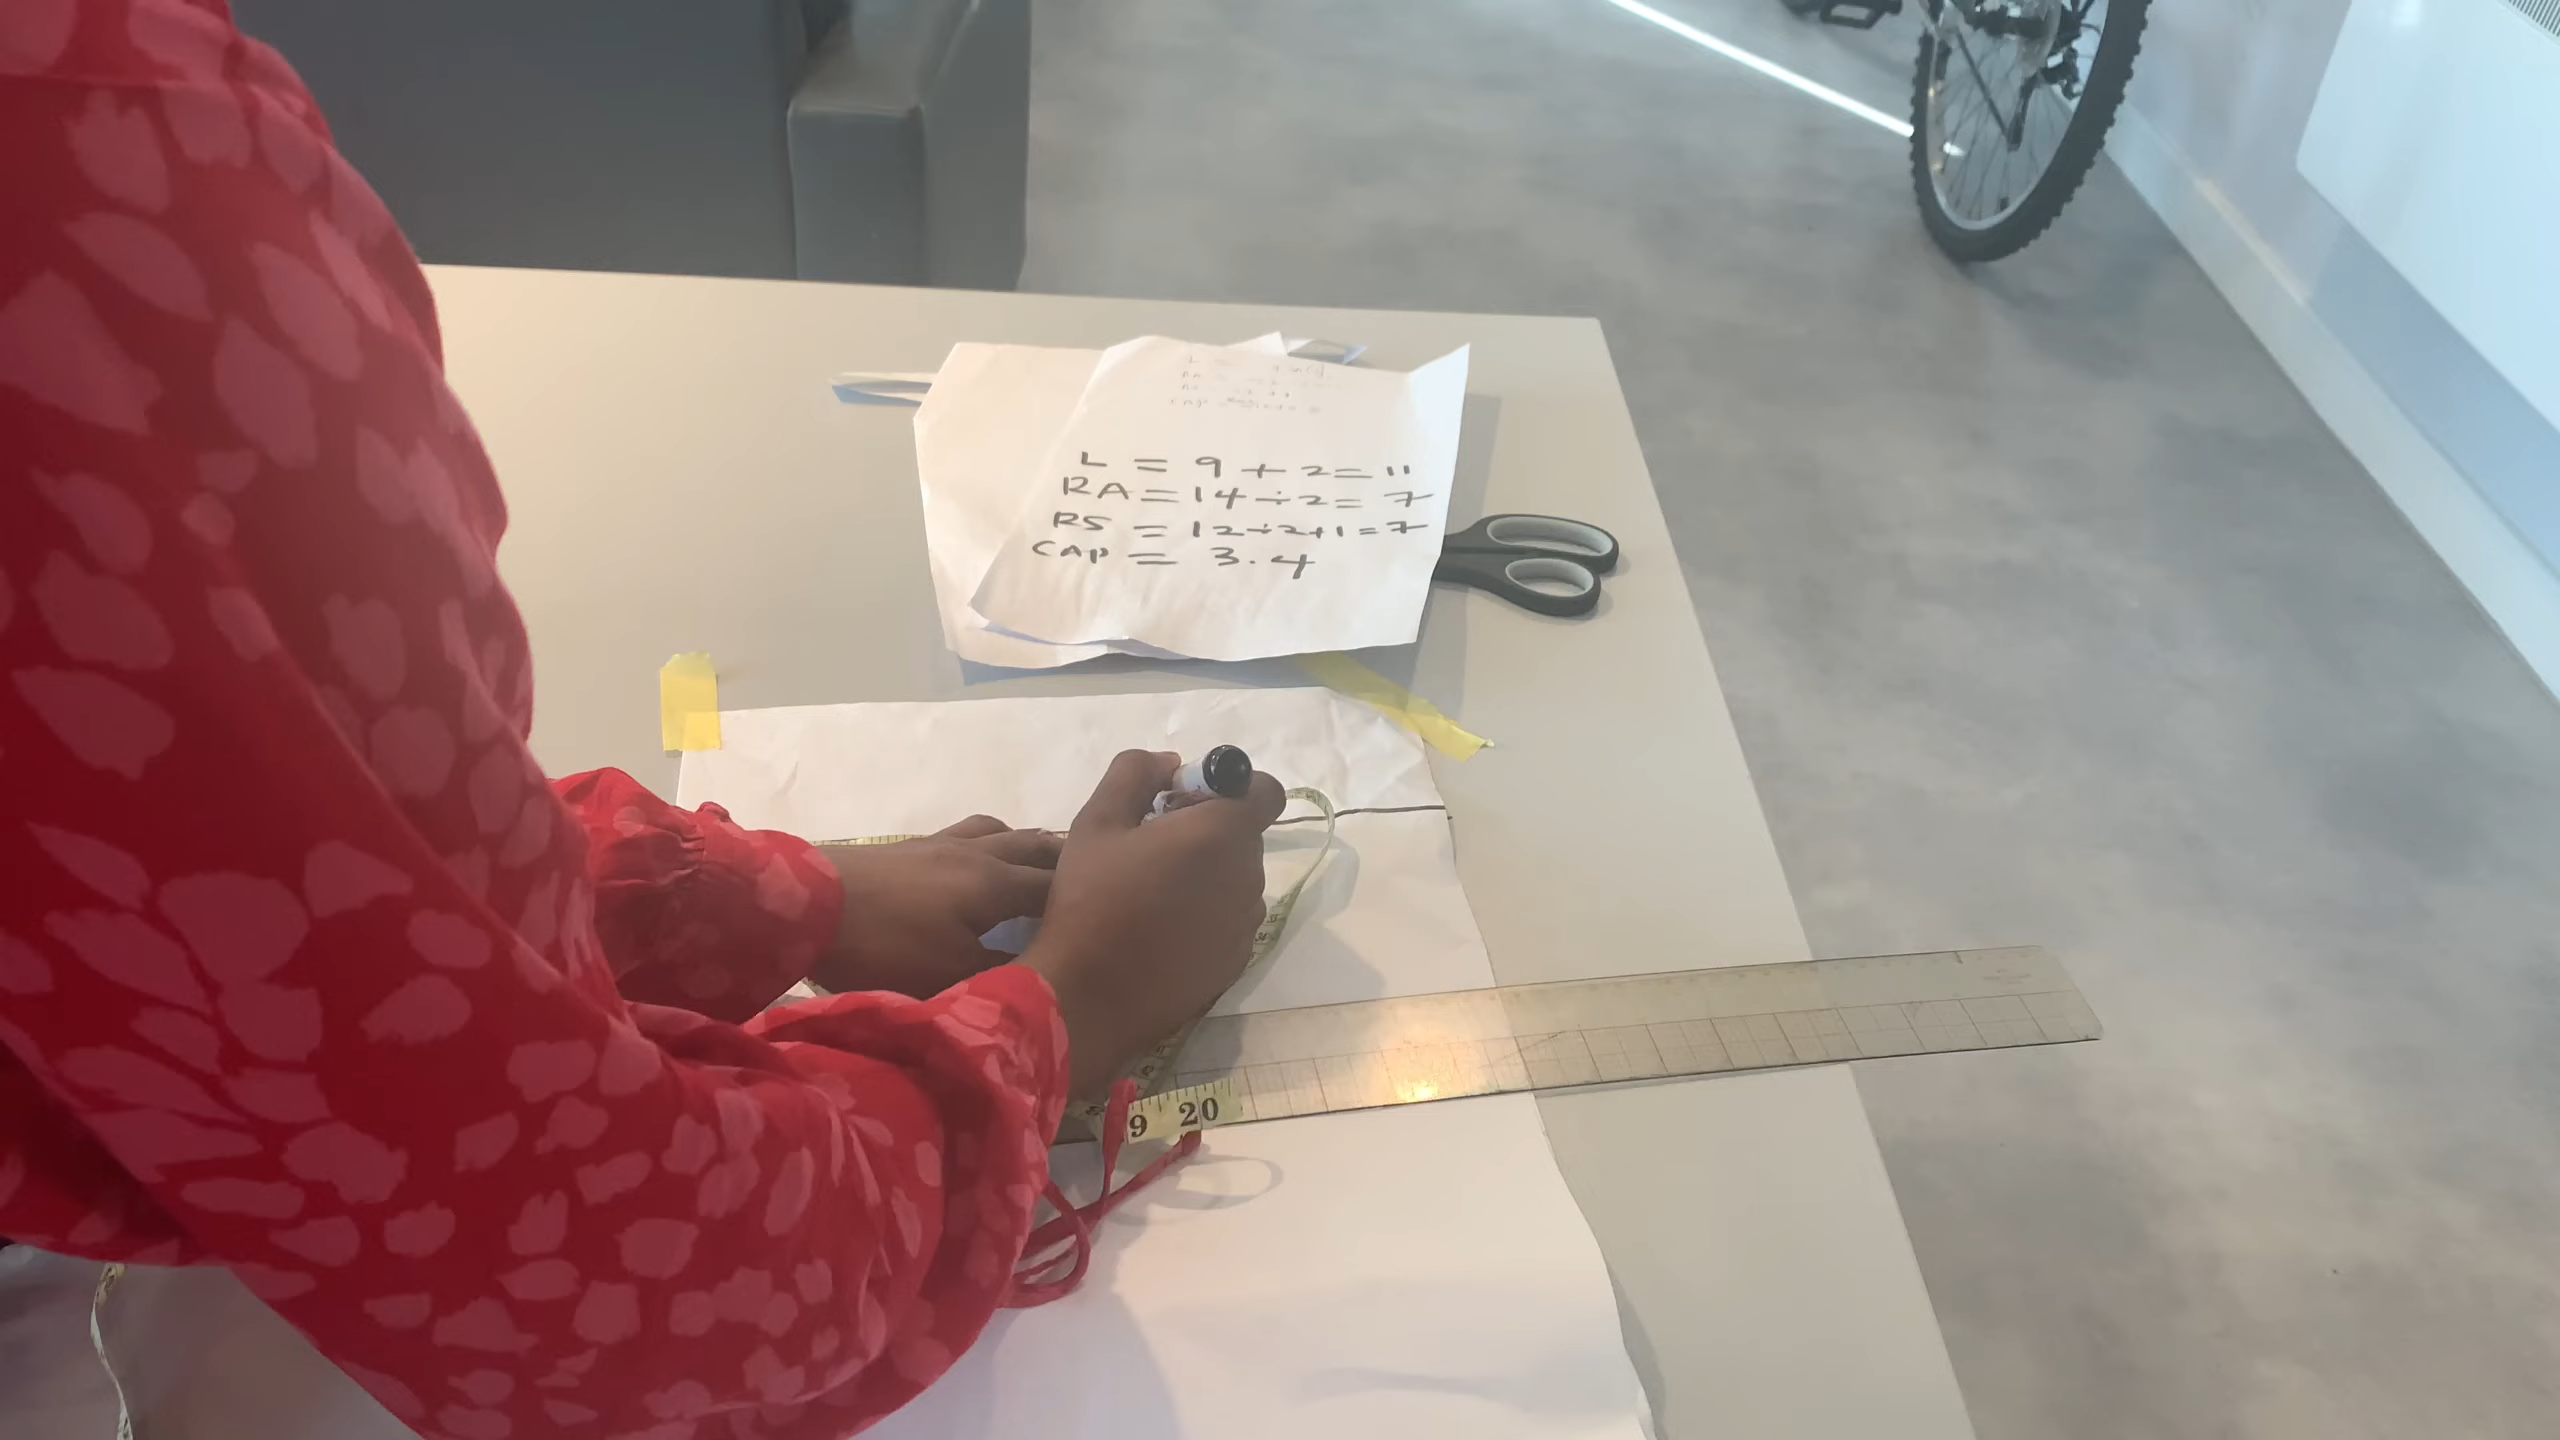 L = 9 + 2 = 11
RA = 14 ÷ 2 = 7
RS = 12 ÷ 2 + 1 = 7
CAP = 3.4
9 20